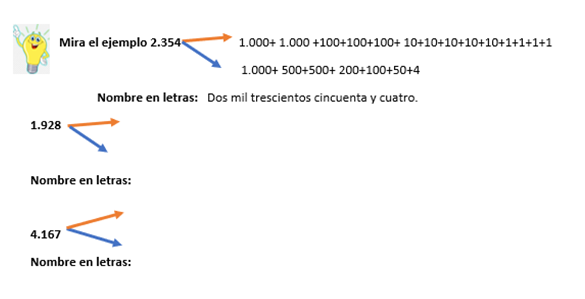 Mira el ejemplo 2.354 1.000+ 1.000 +100+100+100+ 10+10+10+10+10+1+1+1+1
1.000+ 500+500+ 200+100+50+4
Nombre en letras: Dos mil trescientos cincuenta y cuatro.
1.928
Nombre en letras:
4.167
Nombre en letras: